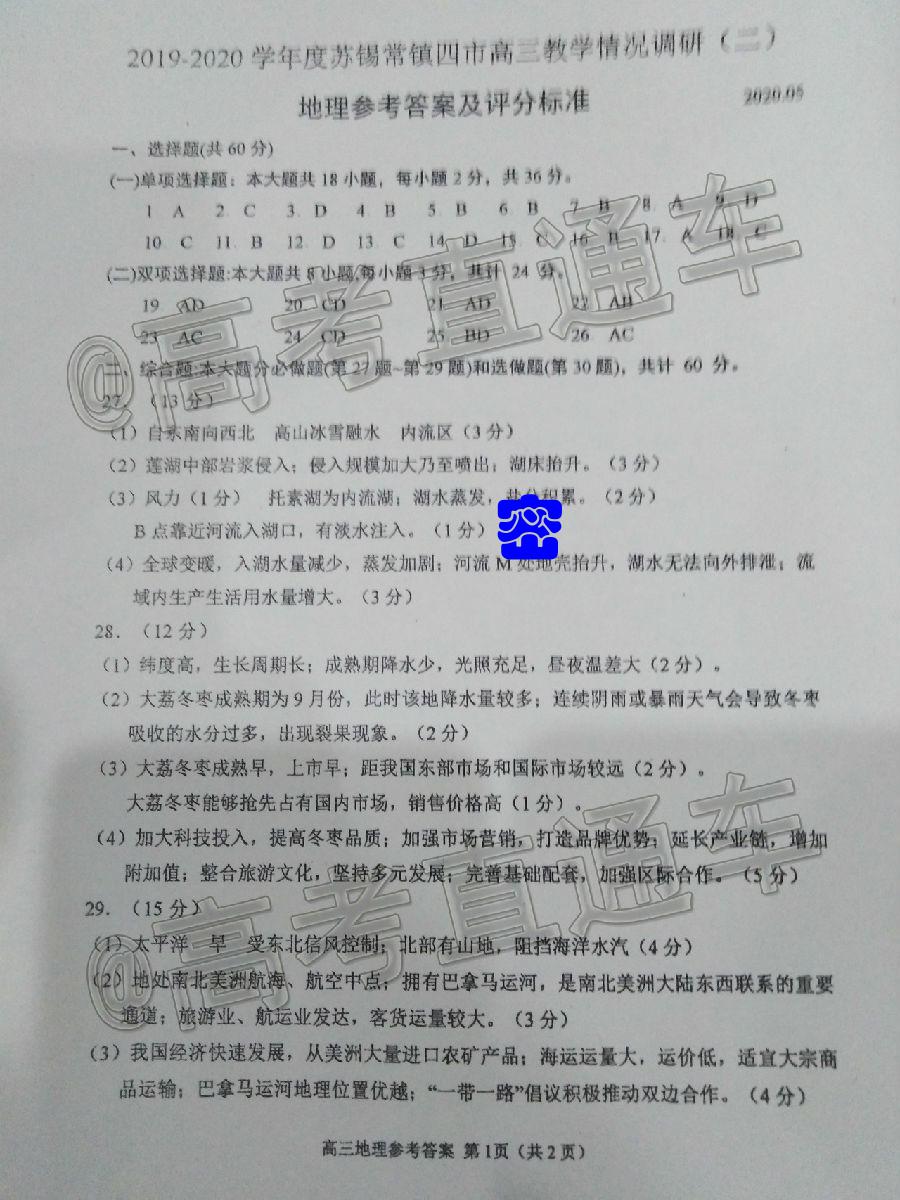 2019-2020 学年度苏锡常镇四市高三教学情况调研（二）
地理参考答案及评分标准 2020.05
一、选择题(共 60 分)
(一)单项选择题：本大题共 18 小题，每小题 2 分，共 36 分。
1 A 2 C 3. D 4 B 5. B 6 B 7 B 8. A 9 D
10 C 11. B 12 D 13. C 14 D 15. C 16 B 17. A 18. C
(二)双项选择题:本大题共 8 小题,每小题 3 分，共计 24 分。
19 AD 20 CD 21 AD 22 AB
23 AC 24 CD 25 BD 26 AC
二、综合题:本大题分必做题(第 27 题~第 29 题)和选做题(第 30 题)，共计 60 分。
27．（13 分）
（1）自东南向西北 高山冰雪融水 内流区（3 分）
（2）莲湖中部岩浆侵入；侵入规模加大乃至喷出；湖床抬升。（3 分）
（3）风力（1 分） 托素湖为内流湖；湖水蒸发，盐分积累。（2 分）
B 点靠近河流入湖口，有淡水注入。（1 分）
（4）全球变暖，入湖水量减少，蒸发加剧；河流 M 处地壳抬升，湖水无法向外排泄；流
域内生产生活用水量增大。（3 分）
28．（12 分）
（1）纬度高，生长周期长；成熟期降水少，光照充足，昼夜温差大（2 分）。
（2）大荔冬枣成熟期为 9 月份，此时该地降水量较多；连续阴雨或暴雨天气会导致冬枣
吸收的水分过多，出现裂果现象。（2 分）
（3）大荔冬枣成熟早，上市早；距我国东部市场和国际市场较远（2 分）。
大荔冬枣能够抢先占有国内市场，销售价格高（1 分）。
（4）加大科技投入，提高冬枣品质；加强市场营销，打造品牌优势；延长产业链，增加
附加值；整合旅游文化，坚持多元发展；完善基础配套，加强区际合作。（5 分）
29．（15 分）
（1）太平洋 旱 受东北信风控制；北部有山地，阻挡海洋水汽（4 分）
（2）地处南北美洲航海、航空中点；拥有巴拿马运河，是南北美洲大陆东西联系的重要
通道；旅游业、航运业发达，客货运量较大。（3 分）
（3）我国经济快速发展，从美洲大量进口农矿产品；海运运量大，运价低，适宜大宗商
品运输；巴拿马运河地理位置优越；“一带一路”倡议积极推动双边合作。（4 分）
高三地理参考答案 第 1页（共 2 页）
@高考直通车
@高考直通车